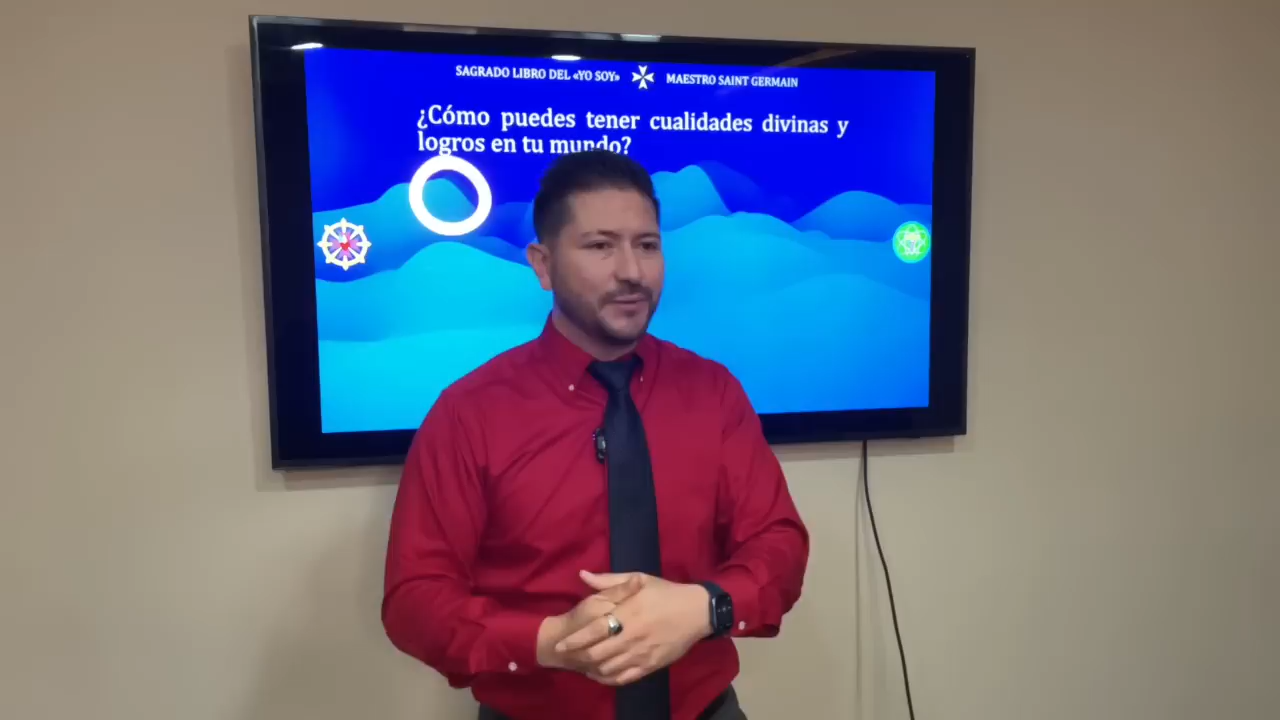 SAGRADO LIBRO DEL «YO SOY» MAESTRO SAINT GERMAIN
¿Cómo puedes tener cualidades divinas y
logros en tu mundo?